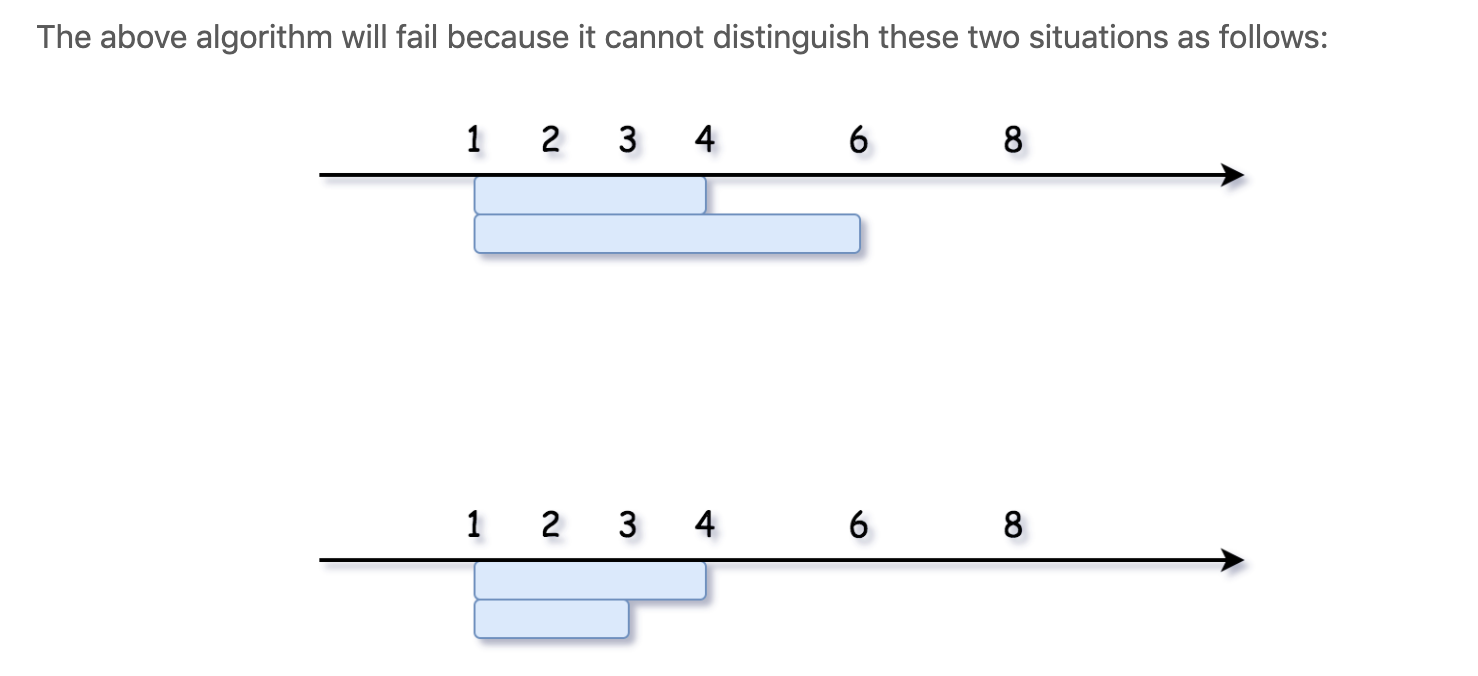 The above algorithm will fail because it cannot distinguish these two situations as follows:
1 2 3 4 6 8
1 2 3 4 6 8